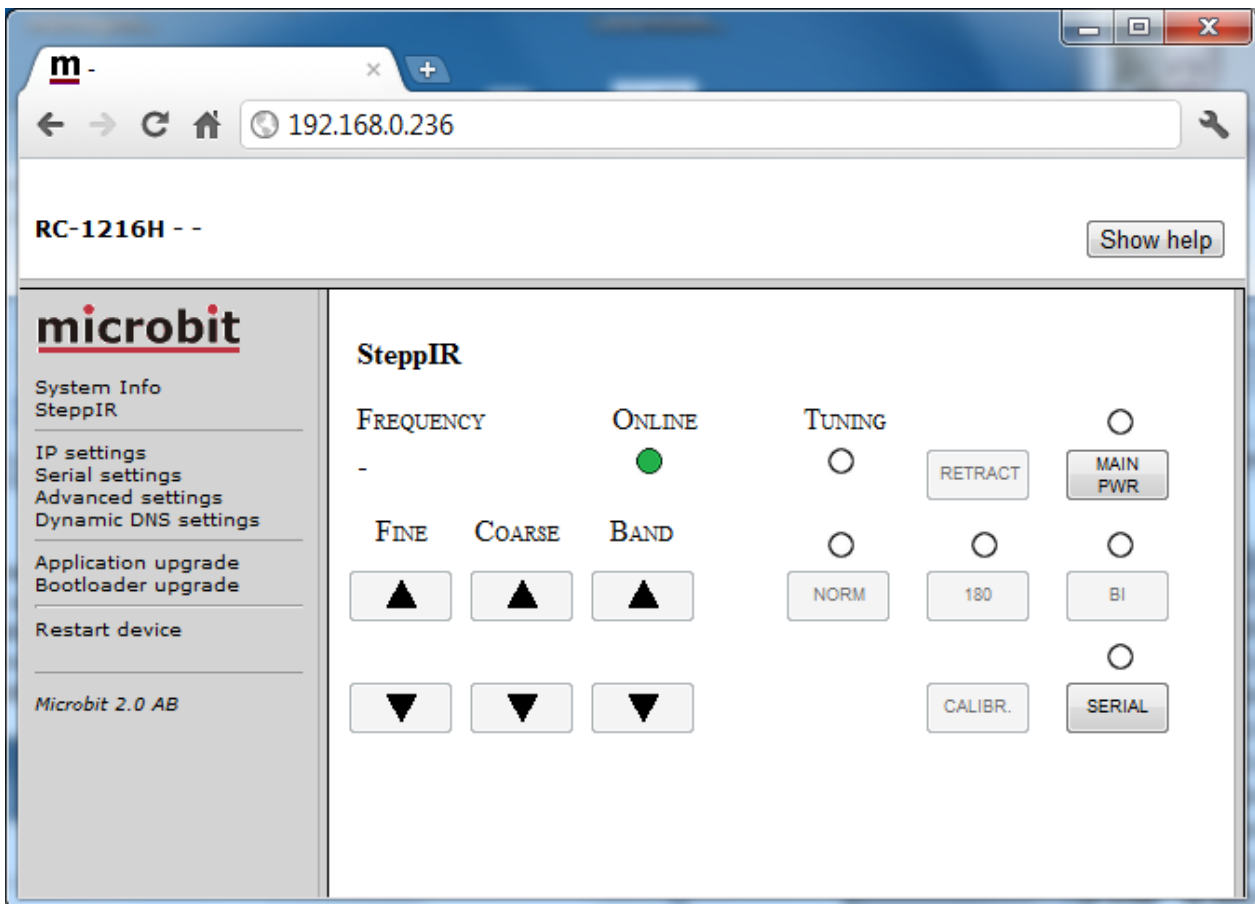 m -
192.168.0.236
RC-1216H - -
Show help
microbit
System Info
SteppIR
IP settings
Serial settings
Advanced settings
Dynamic DNS settings
Application upgrade
Bootloader upgrade
Restart device
Microbit 2.0 AB
SteppIR
FREQUENCY ONLINE TUNING
-
RETRACT
MAIN
PWR
FINE COARSE BAND
NORM 180 BI
CALIBR. SERIAL